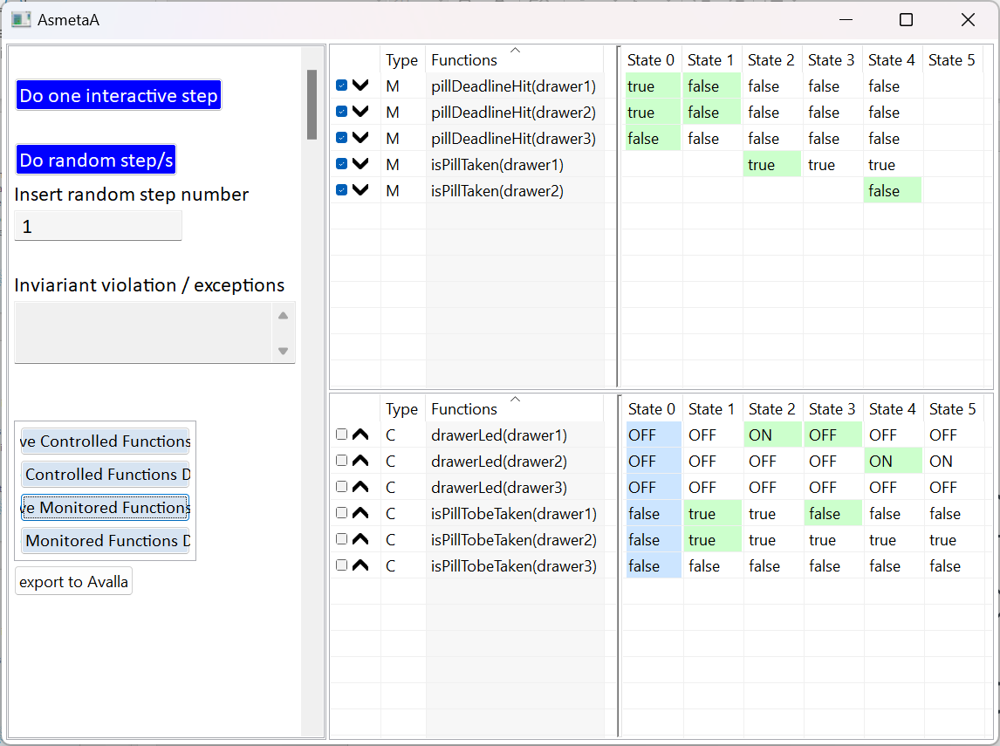 AsmetaA
Do one interactive step
Do random step/s
Insert random step number
1
Inviariant violation / exceptions
ve Controlled Functions
Controlled Functions D
ve Monitored Functions
Monitored Functions D
export to Avalla
Type Functions State 0 State 1 State 2 State 3 State 4 State 5
M pillDeadlineHit(drawer1) true false false false false
M pillDeadlineHit(drawer2) true false false false false
M pillDeadlineHit(drawer3) false false false false false
M isPillTaken(drawer1) true true true
M isPillTaken(drawer2) false
Type Functions State 0 State 1 State 2 State 3 State 4 State 5
C drawerLed(drawer1) OFF OFF ON OFF OFF OFF
C drawerLed(drawer2) OFF OFF OFF OFF ON ON
C drawerLed(drawer3) OFF OFF OFF OFF OFF OFF
C isPillTobeTaken(drawer1) false true true false false false
C isPillTobeTaken(drawer2) false true true true true true
C isPillTobeTaken(drawer3) false false false false false false